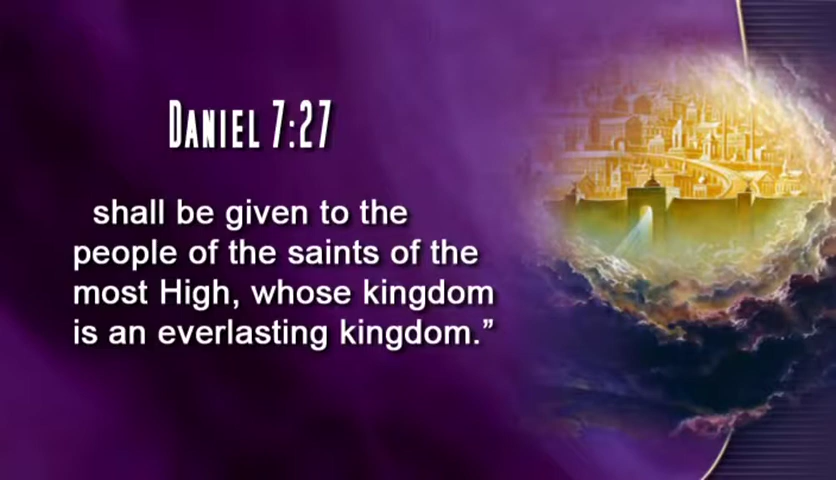 DANIEL 7:27
shall be given to the
people of the saints of the
most High, whose kingdom
is an everlasting kingdom.”